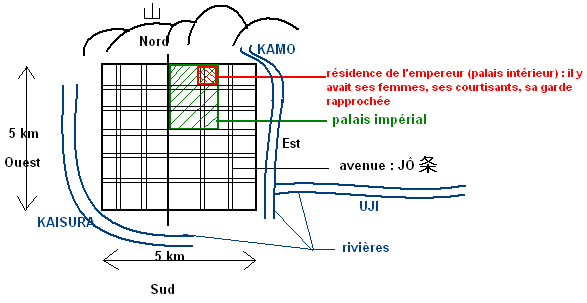 山
Nord
KAMO
résidence de l'empereur (palais intérieur) : il y
avait ses femmes, ses courtisants, sa garde
rapprochée
palais impérial
5 km
Ouest
Est
avenue : JÔ 条
UJI
KAISURA
rivières
5 km
Sud